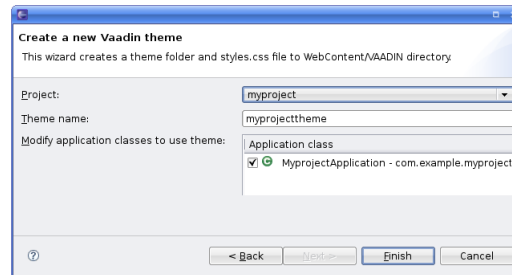 Create a new Vaadin theme
This wizard creates a theme folder and styles.css file to WebContent/VAADIN directory.
Project:
myproject
Theme name:
myprojecttheme
Modify application classes to use theme:
Application class
MyprojectApplication - com.example.myproject
< Back
Next >
Finish
Cancel